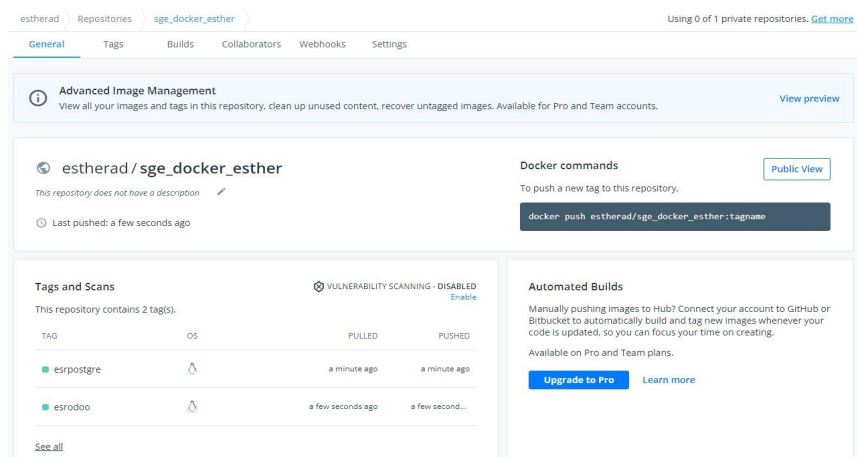 estherad Repositories sge_docker_esther Using 0 of 1 private repositories. Get more
General Tags Builds Collaborators Webhooks Settings
Advanced Image Management
View all your images and tags in this repository, clean up unused content, recover untagged images. Available for Pro and Team accounts.
View preview
estherad / sge_docker_esther
This repository does not have a description
Last pushed: a few seconds ago
Docker commands
Public View
To push a new tag to this repository,
docker push estherad/sge_docker_esther:tagname
Tags and Scans
VULNERABILITY SCANNING - DISABLED
Enable
This repository contains 2 tag(s).
TAG OS PULLED PUSHED
esrpostgre a minute ago a minute ago
esrodoo a few seconds ago a few second...
See all
Automated Builds
Manually pushing images to Hub? Connect your account to GitHub or
Bitbucket to automatically build and tag new images whenever your
code is updated, so you can focus your time on creating.
Available on Pro and Team plans.
Upgrade to Pro Learn more